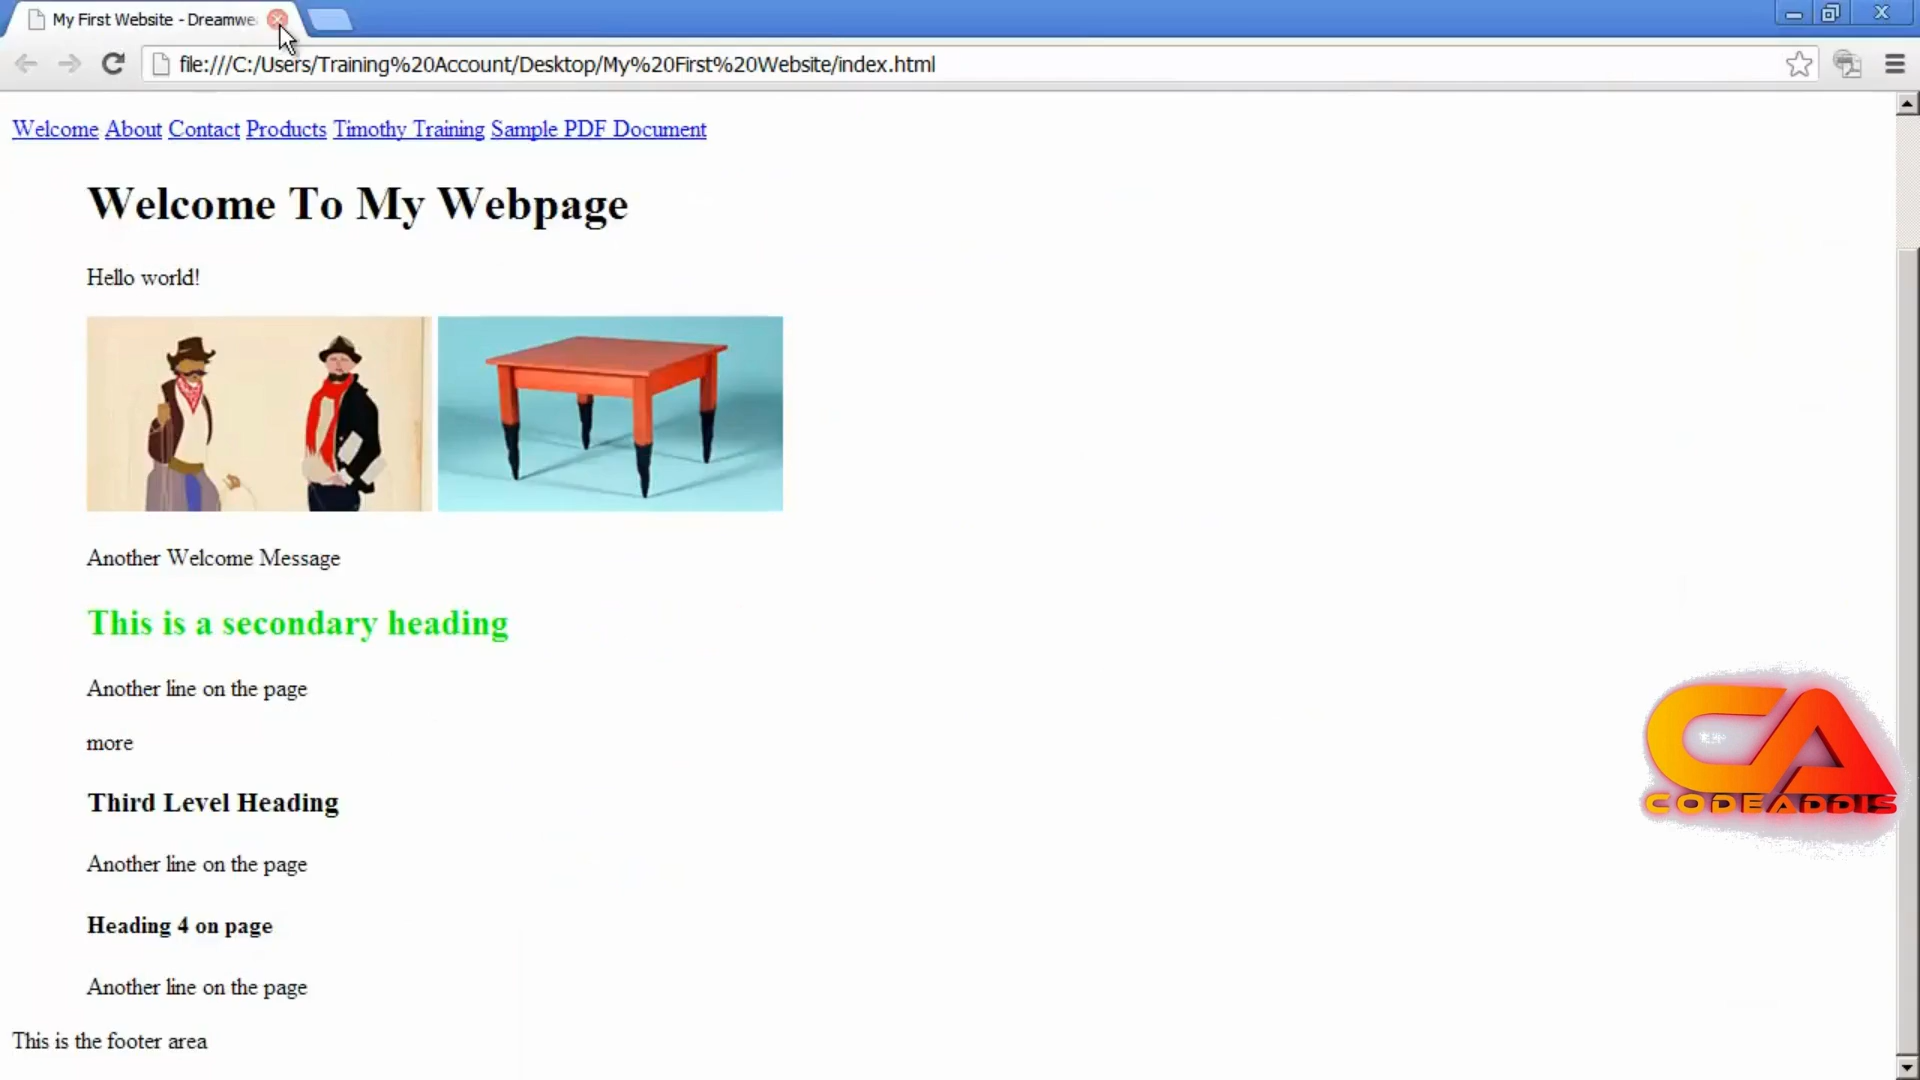 My First Website - Dreamwe
file:///C:/Users/Training%20Account/Desktop/My%20First%20Website/index.html
Welcome About Contact Products Timothy Training Sample PDF Document
Welcome To My Webpage
Hello world!
Another Welcome Message
This is a secondary heading
Another line on the page
more
Third Level Heading
Another line on the page
Heading 4 on page
Another line on the page
This is the footer area
CA
CODEADDIS